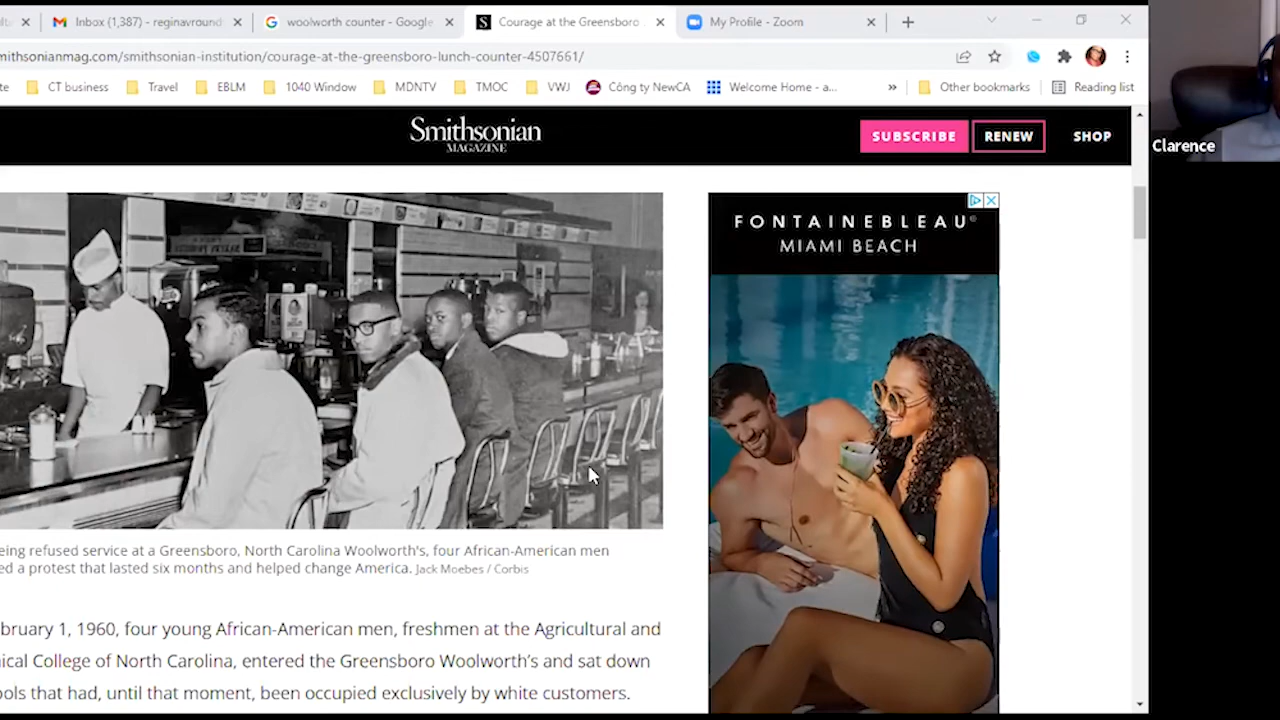 Inbox (1,387) - reginavround
woolworth counter - Google
Courage at the Greensboro
My Profile - Zoom
mithsonianmag.com/smithsonian-institution/courage-at-the-greensboro-lunch-counter-4507661/
te
CT business
Travel
EBLM
1040 Window
MDNTV
TMOC
VWJ
Công ty NewCA
Welcome Home - a...
Other bookmarks
Reading list
Smithsonian
MAGAZINE
SUBSCRIBE
RENEW
SHOP
Clarence
FONTAINEBLEAU®
MIAMI BEACH
eing refused service at a Greensboro, North Carolina Woolworth's, four African-American men
ed a protest that lasted six months and helped change America. Jack Moebes / Corbis
bruary 1, 1960, four young African-American men, freshmen at the Agricultural and
ical College of North Carolina, entered the Greensboro Woolworth's and sat down
ols that had, until that moment, been occupied exclusively by white customers.